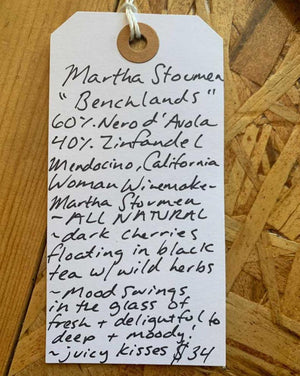 Martha Stoumen
"Benchlands"
60% Nero d'Avola
40% Zinfandel
Mendocino, California
Woman Winemaker-
Martha Stoumen
~ALL NATURAL
~dark cherries
floating in black
tea w/ wild herbs
~Mood Swings
in the glass of
fresh + delightful to
deep + moody!
~juicy kisses $34